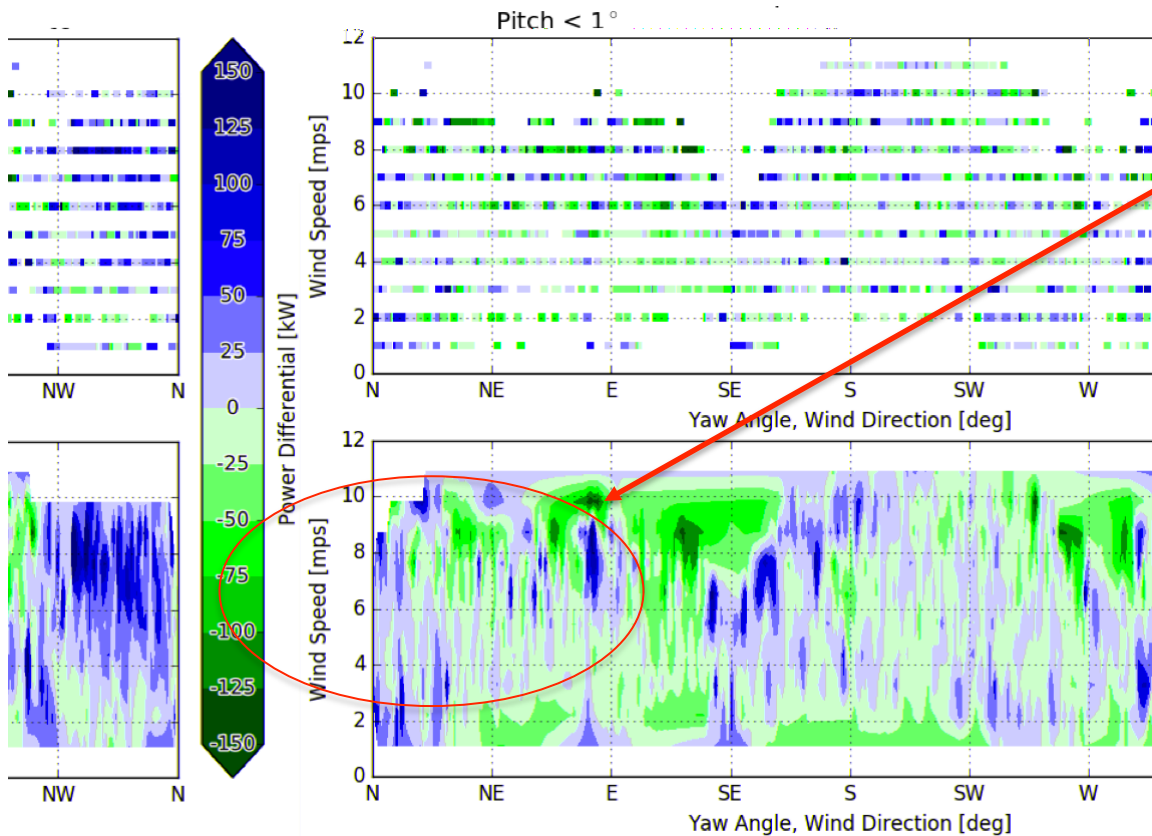 Pitch < 1°
150
125
100
75
50
25
0
-25
-50
-75
-100
-125
-150
Power Differential [kW]
NW
N
NW
N
12
10
8
6
4
2
0
Wind Speed [mps]
N
NE
E
SE
S
SW
W
Yaw Angle, Wind Direction [deg]
12
10
8
6
4
2
0
Wind Speed [mps]
N
NE
E
SE
S
SW
W
Yaw Angle, Wind Direction [deg]